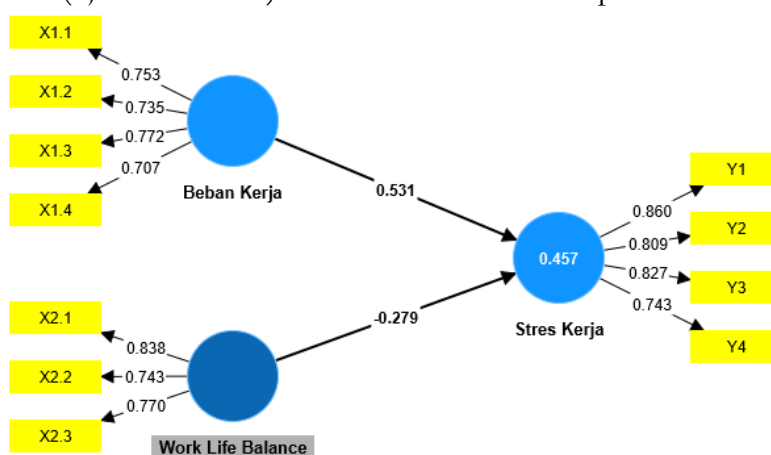 X1.1
X1.2
X1.3
X1.4
0.753
0.735
0.772
0.707
Beban Kerja
0.531
X2.1
X2.2
X2.3
0.838
0.743
0.770
Work Life Balance
-0.279
0.457
Stres Kerja
0.860
0.809
0.827
0.743
Y1
Y2
Y3
Y4